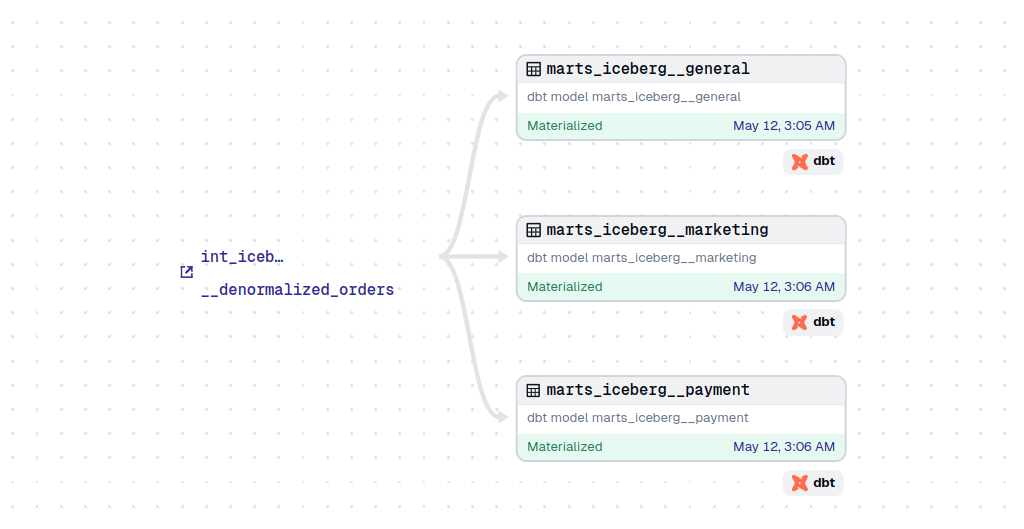 marts_iceberg__general
dbt model marts_iceberg__general
Materialized May 12, 3:05 AM
dbt
int_iceb…
__denormalized_orders
marts_iceberg__marketing
dbt model marts_iceberg__marketing
Materialized May 12, 3:06 AM
dbt
marts_iceberg__payment
dbt model marts_iceberg__payment
Materialized May 12, 3:06 AM
dbt